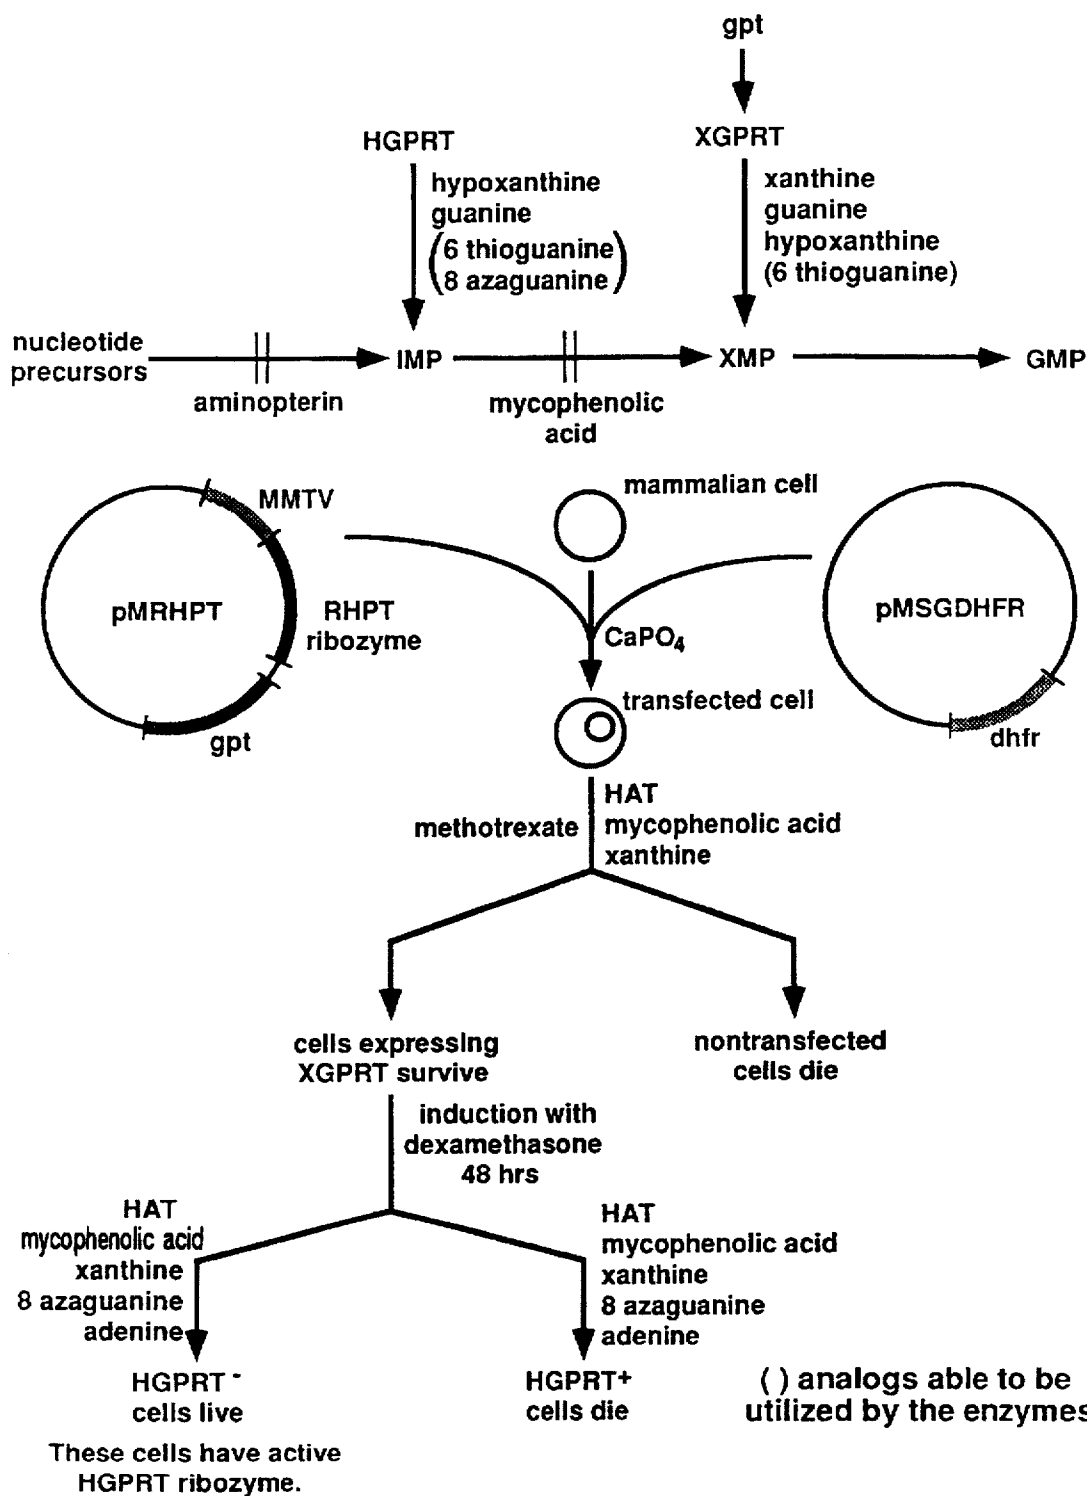 gpt
HGPRT
XGPRT
hypoxanthine
guanine
(6 thioguanine
8 azaguanine)
xanthine
guanine
hypoxanthine
(6 thioguanine)
nucleotide
precursors
IMP
XMP
GMP
aminopterin
mycophenolic
acid
MMTV
pMRHPT
RHPT
ribozyme
gpt
mammalian cell
CaPO4
transfected cell
pMSGDHFR
dhfr
methotrexate
HAT
mycophenolic acid
xanthine
cells expressing
XGPRT survive
nontransfected
cells die
induction with
dexamethasone
48 hrs
HAT
mycophenolic acid
xanthine
8 azaguanine
adenine
HAT
mycophenolic acid
xanthine
8 azaguanine
adenine
HGPRT -
cells live
These cells have active
HGPRT ribozyme.
HGPRT+
cells die
( ) analogs able to be
utilized by the enzymes